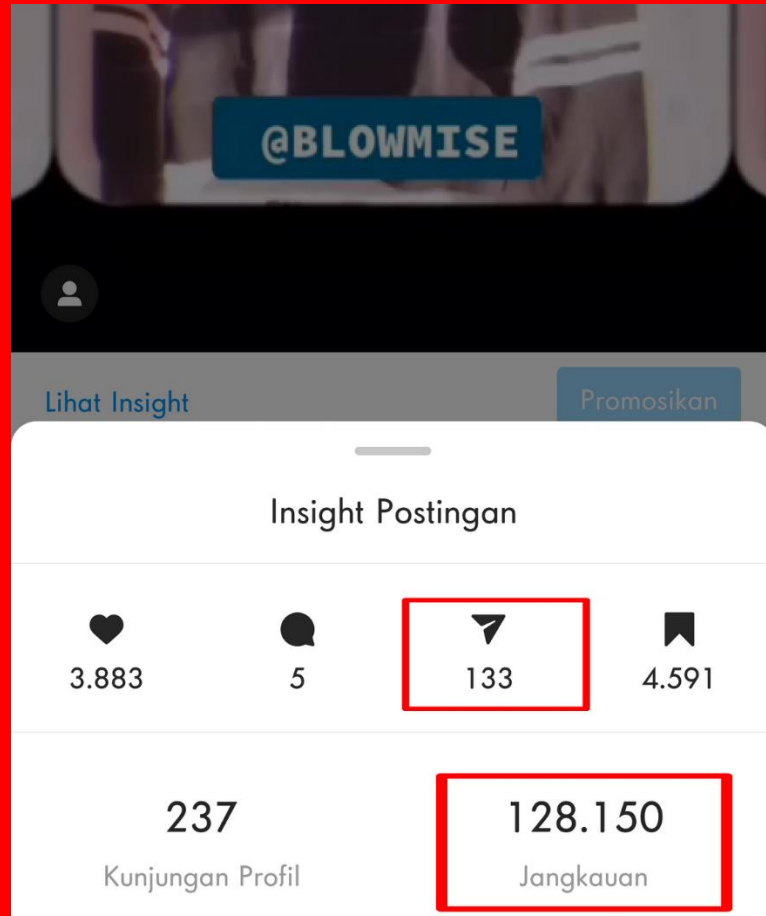 @BLOWMISE
Lihat Insight
Promosikan
Insight Postingan
3.883
5
133
4.591
237
128.150
Kunjungan Profil
Jangkauan